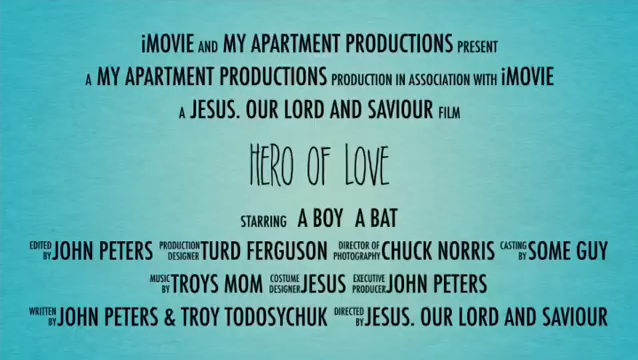 iMOVIE AND MY APARTMENT PRODUCTIONS PRESENT
A MY APARTMENT PRODUCTIONS PRODUCTION IN ASSOCIATION WITH iMOVIE
A JESUS. OUR LORD AND SAVIOUR FILM
HERO OF LOVE
STARRING A BOY A BAT
EDITED BY JOHN PETERS PRODUCTION DESIGNER TURD FERGUSON DIRECTOR OF PHOTOGRAPHY CHUCK NORRIS CASTING BY SOME GUY
MUSIC BY TROYS MOM COSTUME DESIGNER JESUS EXECUTIVE PRODUCER JOHN PETERS
WRITTEN BY JOHN PETERS & TROY TODOSYCHUK DIRECTED BY JESUS. OUR LORD AND SAVIOUR